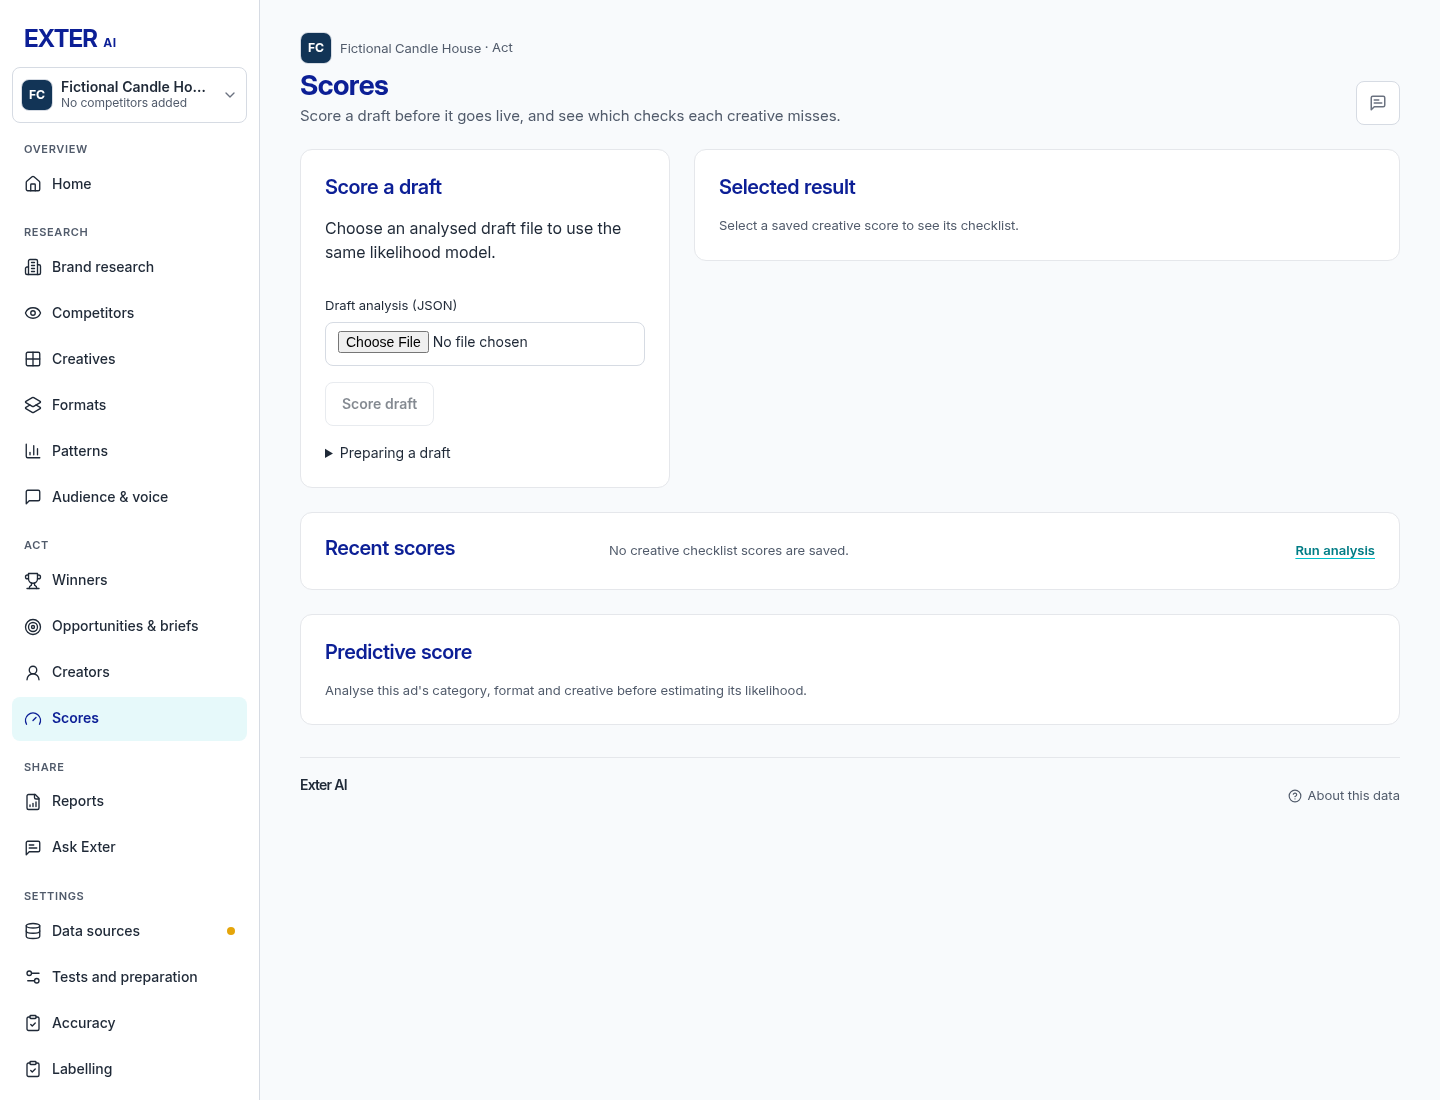 EXTER AI
FC
Fictional Candle Ho...
No competitors added
OVERVIEW
Home
RESEARCH
Brand research
Competitors
Creatives
Formats
Patterns
Audience & voice
ACT
Winners
Opportunities & briefs
Creators
Scores
SHARE
Reports
Ask Exter
SETTINGS
Data sources
Tests and preparation
Accuracy
Labelling
FC
Fictional Candle House · Act
Scores
Score a draft before it goes live, and see which checks each creative misses.
Score a draft
Choose an analysed draft file to use the
same likelihood model.
Draft analysis (JSON)
Choose File No file chosen
Score draft
Preparing a draft
Selected result
Select a saved creative score to see its checklist.
Recent scores
No creative checklist scores are saved.
Run analysis
Predictive score
Analyse this ad's category, format and creative before estimating its likelihood.
Exter AI
About this data